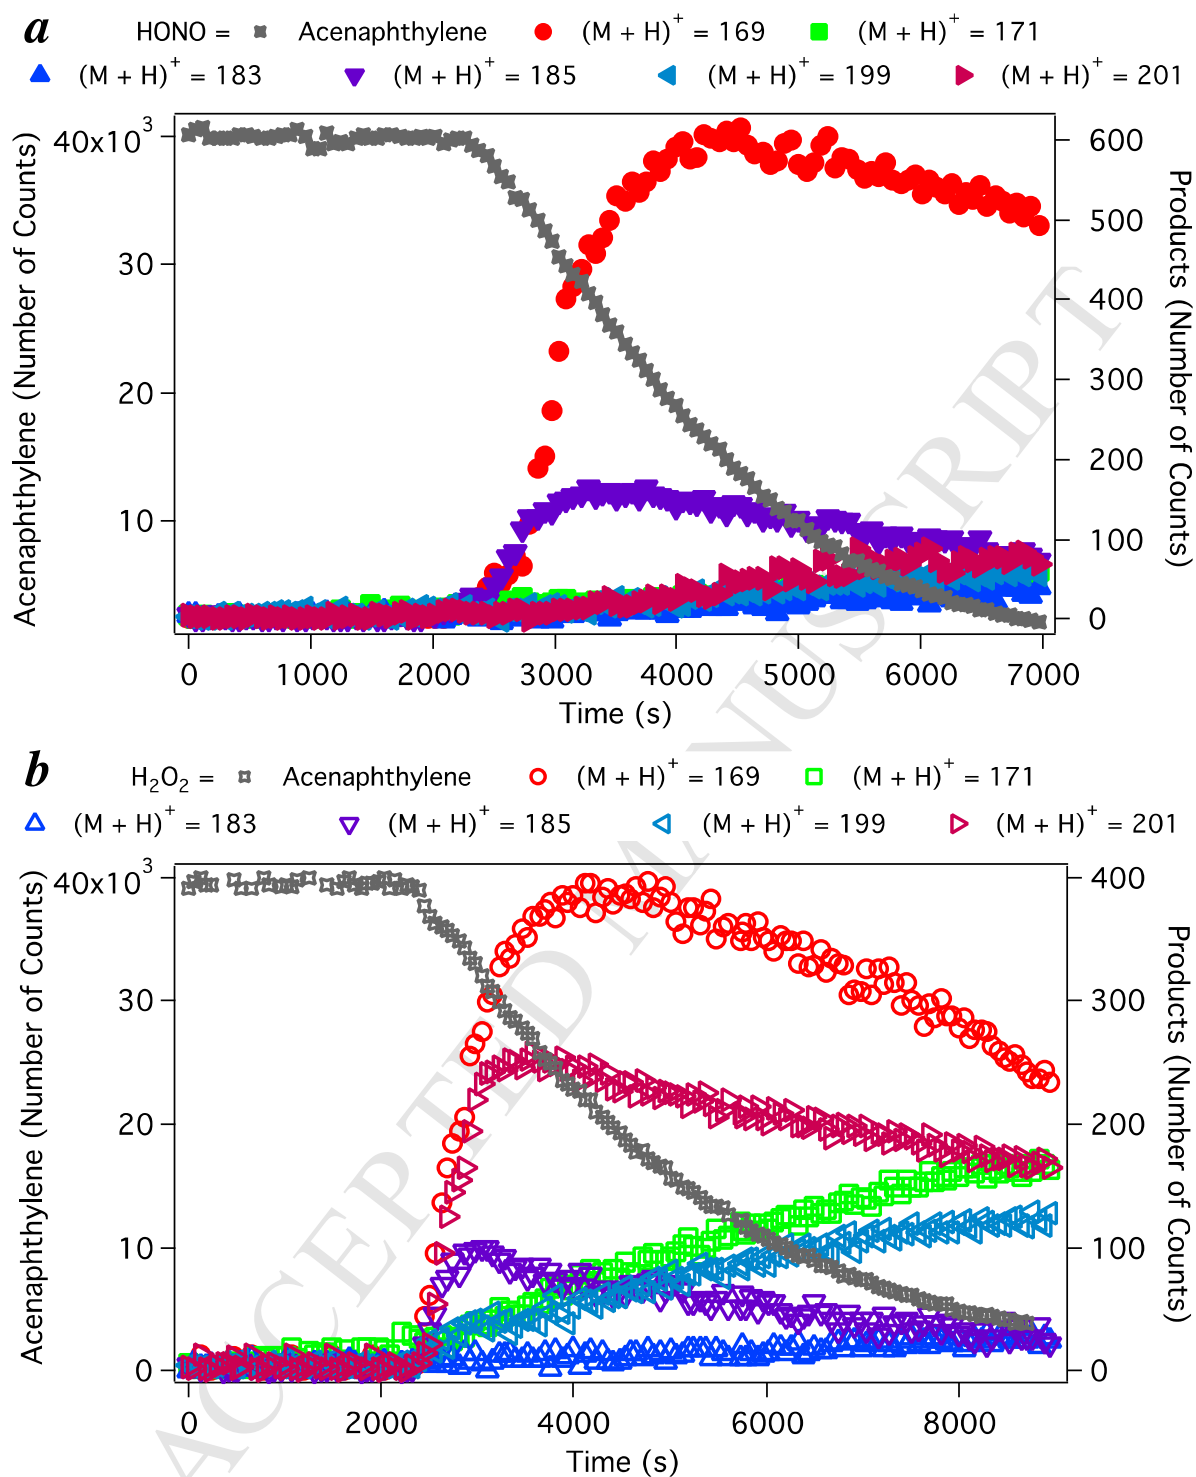 a HONO = Acenaphthylene (M + H)+ = 169 (M + H)+ = 171
(M + H)+ = 183 (M + H)+ = 185 (M + H)+ = 199 (M + H)+ = 201
Acenaphthylene (Number of Counts)
40x10³
30
20
10
600
500
400
300
200
100
0
Products (Number of Counts)
0 1000 2000 3000 4000 5000 6000 7000
Time (s)
b H₂O₂ = Acenaphthylene (M + H)+ = 169 (M + H)+ = 171
(M + H)+ = 183 (M + H)+ = 185 (M + H)+ = 199 (M + H)+ = 201
Acenaphthylene (Number of Counts)
40x10³
30
20
10
0
400
300
200
100
0
Products (Number of Counts)
0 2000 4000 6000 8000
Time (s)
ACCEPTED MANUSCRIPT